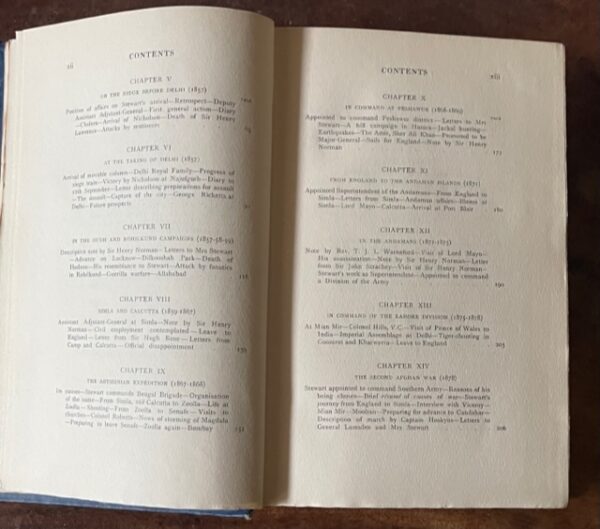 xii
CONTENTS
CHAPTER V
IN THE SIEGE BEFORE DELHI (1857)
Position of affairs on Stewart's arrival—Retrospect—Deputy
Assistant Adjutant-General—First general action—Diary
—Cholera—Arrival of Nicholson—Death of Sir Henry
Lawrence—Attacks by
CHAPTER VI
AT THE TAKING OF DELHI (1857)
Arrival of movable column—Delhi Royal Family—Progress of
siege train—Victory by Nicholson at Najafgarh—Diary to
September—Letter describing preparations for assault
—The assault—Capture of the city—George Ricketts at
Delhi—Future prospects
CHAPTER VII
IN THE OUDH AND ROHILKUND CAMPAIGNS (1857-58-59)
Descriptive note by Sir Henry Norman—Letters to Mrs Stewart
—Advance on Lucknow—Dilkooshah Park—Death of
Hodson—His resemblance to Stewart—Attack by fanatics
in Rohilkund—Guerilla warfare—Allahabad
CHAPTER VIII
SIMLA AND CALCUTTA (1859-1867)
Assistant Adjutant-General at Simla—Note by Sir Henry
Norman—Civil employment contemplated—Leave to
England—Letter from Sir Hugh Rose—Letters from
Camp and Calcutta—Official disappointment
CHAPTER IX
THE ABYSSINIAN EXPEDITION (1867-1868)
Its causes—Stewart commands Bengal Brigade—Organisation
of the same—From Simla, to Zoolla—Life at
Zoolla—Shooting—From Zoolla to Senafe—Visits to
churches—Colonel Roberts—News of storming of Magdala
—Preparing to leave Senafe—Zoolla again—Bombay 152
CONTENTS
xiii
CHAPTER X
IN COMMAND AT PESHAWUR (1868-1869)
PAGE
Appointed to command Peshawur district—Letters to Mrs
Stewart—A hill campaign in Hazara—Jackal hunting—
Earthquakes—The Amir, Sher Ali Khan—Promoted to be
Major-General—Sails for England—Note by Sir Henry
Norman
CHAPTER XI
FROM ENGLAND TO THE ANDAMAN ISLANDS (1871)
Appointed Superintendent of the Andamans—From England to
Simla—Letters from Simla—Andaman affairs—Illness at
Simla—Lord Mayo—Calcutta—Arrival at Port Blair 180
CHAPTER XII
IN THE ANDAMANS (1871-1875)
Note by Rev. T. J. L. Warneford—Visit of Lord Mayo—
His assassination—Note by Sir Henry Norman—Letter
from Sir John Strachey—Visit of Sir Henry Norman—
Stewart's work as Superintendent—Appointed to command
a Division of the Army 190
CHAPTER XIII
IN COMMAND OF THE LAHORE DIVISION (1875-1878)
At Mian Mir—Colonel Hills, V.C.—Visit of Prince of Wales to
India—Imperial Assemblage at Delhi—Tiger-shooting in
and —Leave to England 205
CHAPTER XIV
THE SECOND AFGHAN WAR (1878)
Stewart appointed to command Southern Army—Reasons of his
being chosen—Brief résumé of causes of war—Stewart's
journey from England to Simla—Interview with Viceroy—
Mian Mir—Mooltan—Preparing for advance to Candahar—
Description of march by Captain Hoskyns—Letters to
General Lumsden and Mrs Stewart 208